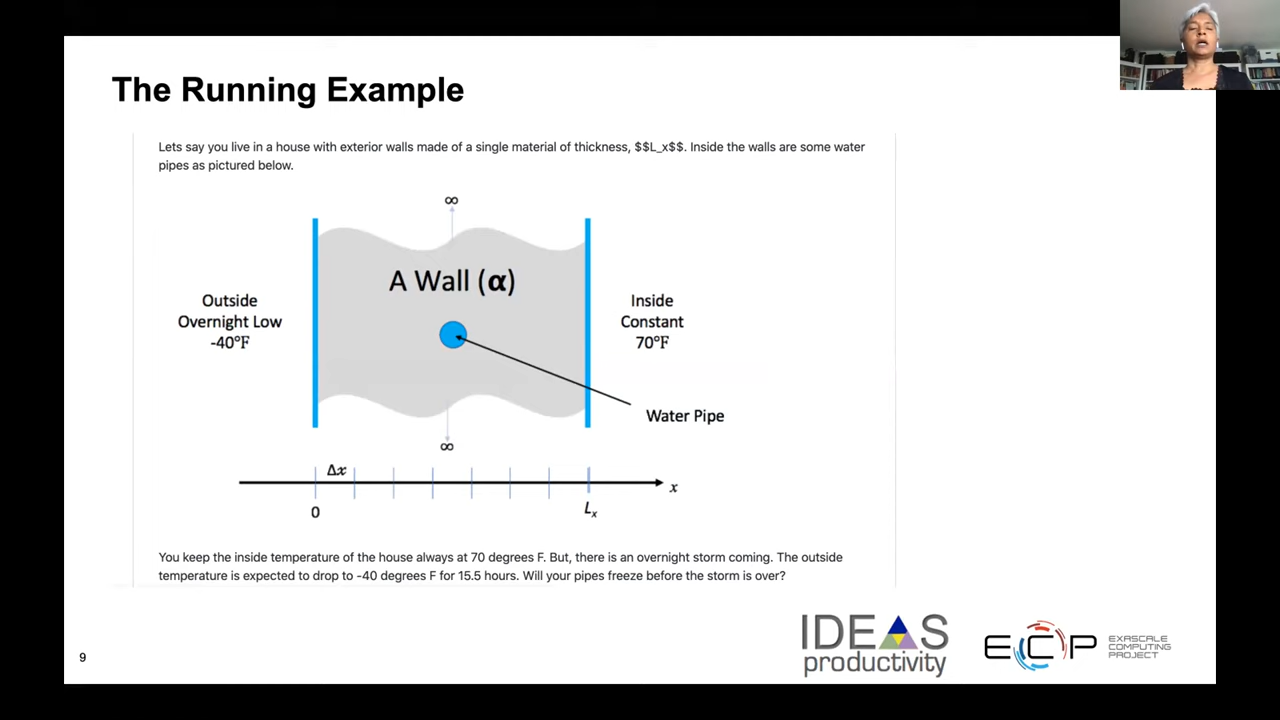 The Running Example
Lets say you live in a house with exterior walls made of a single material of thickness, $$L_x$$. Inside the walls are some water
pipes as pictured below.
∞
A Wall (α)
Outside
Overnight Low
-40°F
Inside
Constant
70°F
Water Pipe
∞
Δx
x
0
Lₓ
You keep the inside temperature of the house always at 70 degrees F. But, there is an overnight storm coming. The outside
temperature is expected to drop to -40 degrees F for 15.5 hours. Will your pipes freeze before the storm is over?
IDEAS
productivity
ECP
EXASCALE
COMPUTING
PROJECT
9